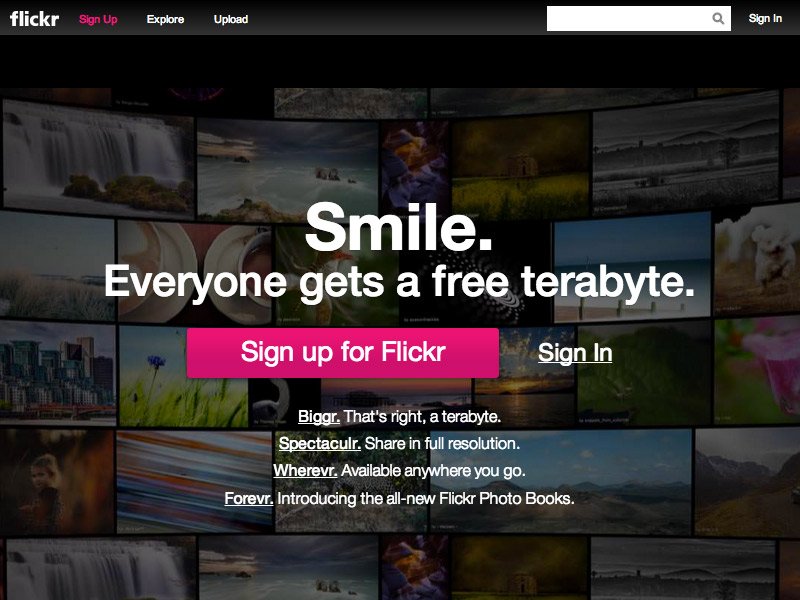 flickr Sign Up Explore Upload Sign In
Smile.
Everyone gets a free terabyte.
Sign up for Flickr Sign In
Biggr. That's right, a terabyte.
Spectaculr. Share in full resolution.
Wherevr. Available anywhere you go.
Forevr. Introducing the all-new Flickr Photo Books.